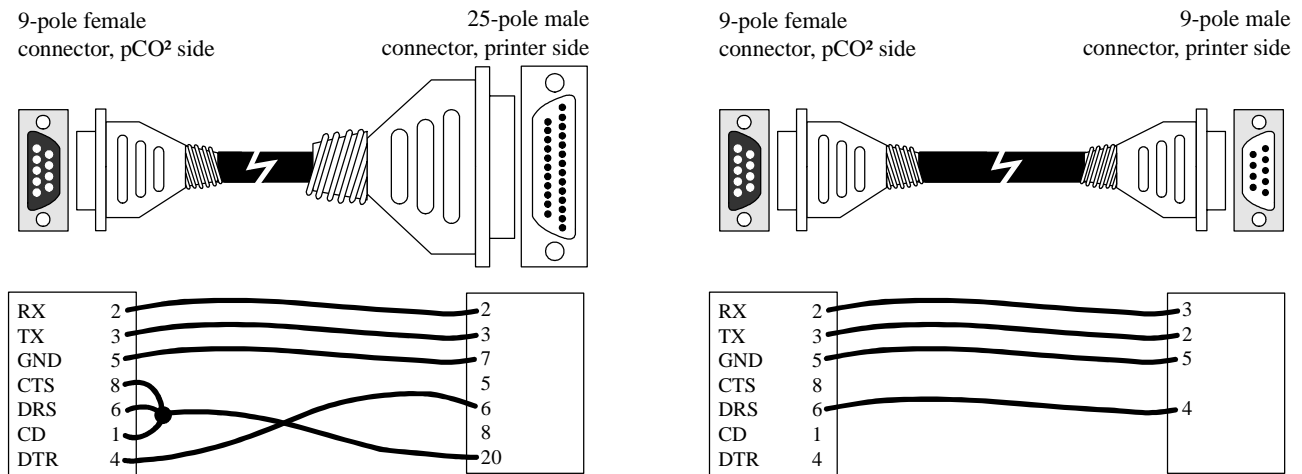 9-pole female
connector, pCO² side
25-pole male
connector, printer side
9-pole female
connector, pCO² side
9-pole male
connector, printer side
RX 2 2
TX 3 3
GND 5 7
CTS 8 5
DRS 6 6
CD 1 8
DTR 4 20
RX 2 3
TX 3 2
GND 5 5
CTS 8
DRS 6 4
CD 1
DTR 4